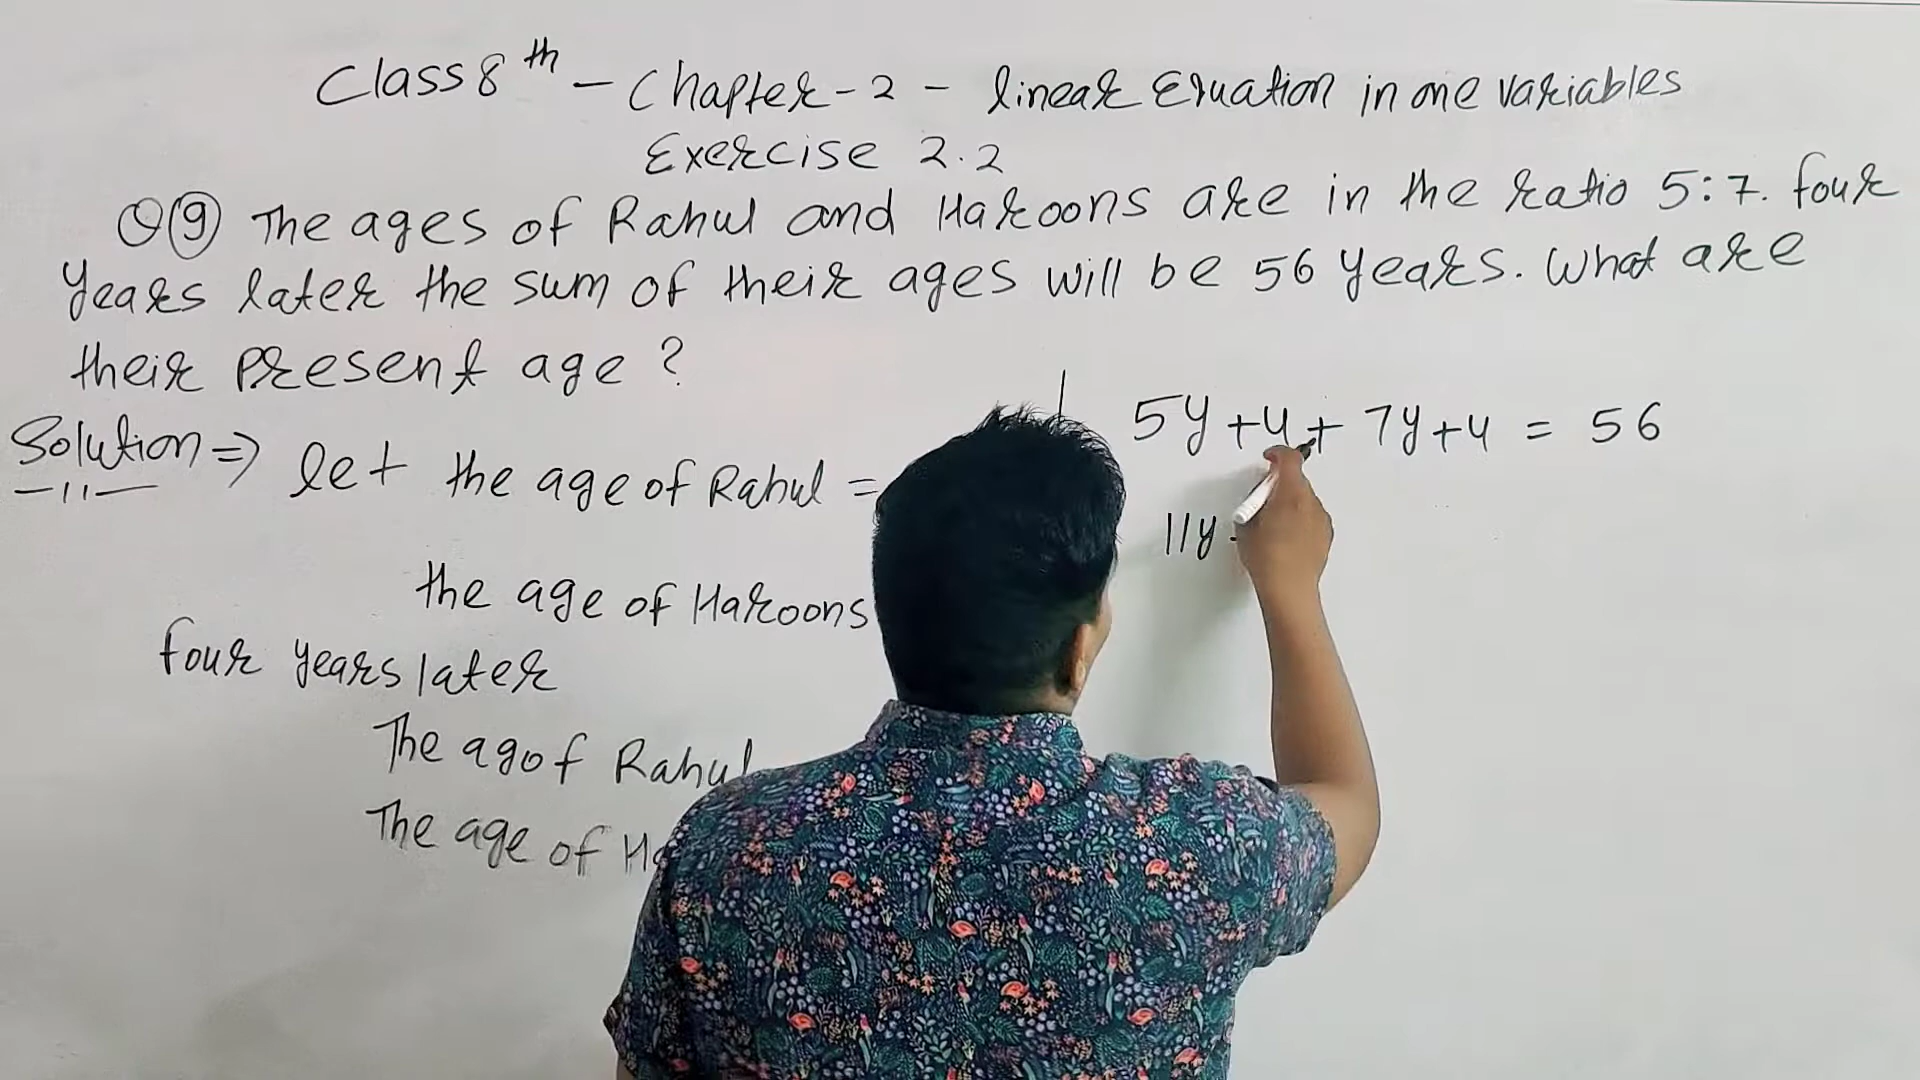 Class 8th - Chapter-2 - linear Equation in one variables
Exercise 2.2
Q 9 The ages of Rahul and Haroons are in the ratio 5:7. four
years later the sum of their ages will be 56 years. What are
their present age ?
Solution => let the age of Rahul =
the age of Haroons
four years later
The ag of Rahul
The age of Ha
5y +4 + 7y +4 = 56
11y